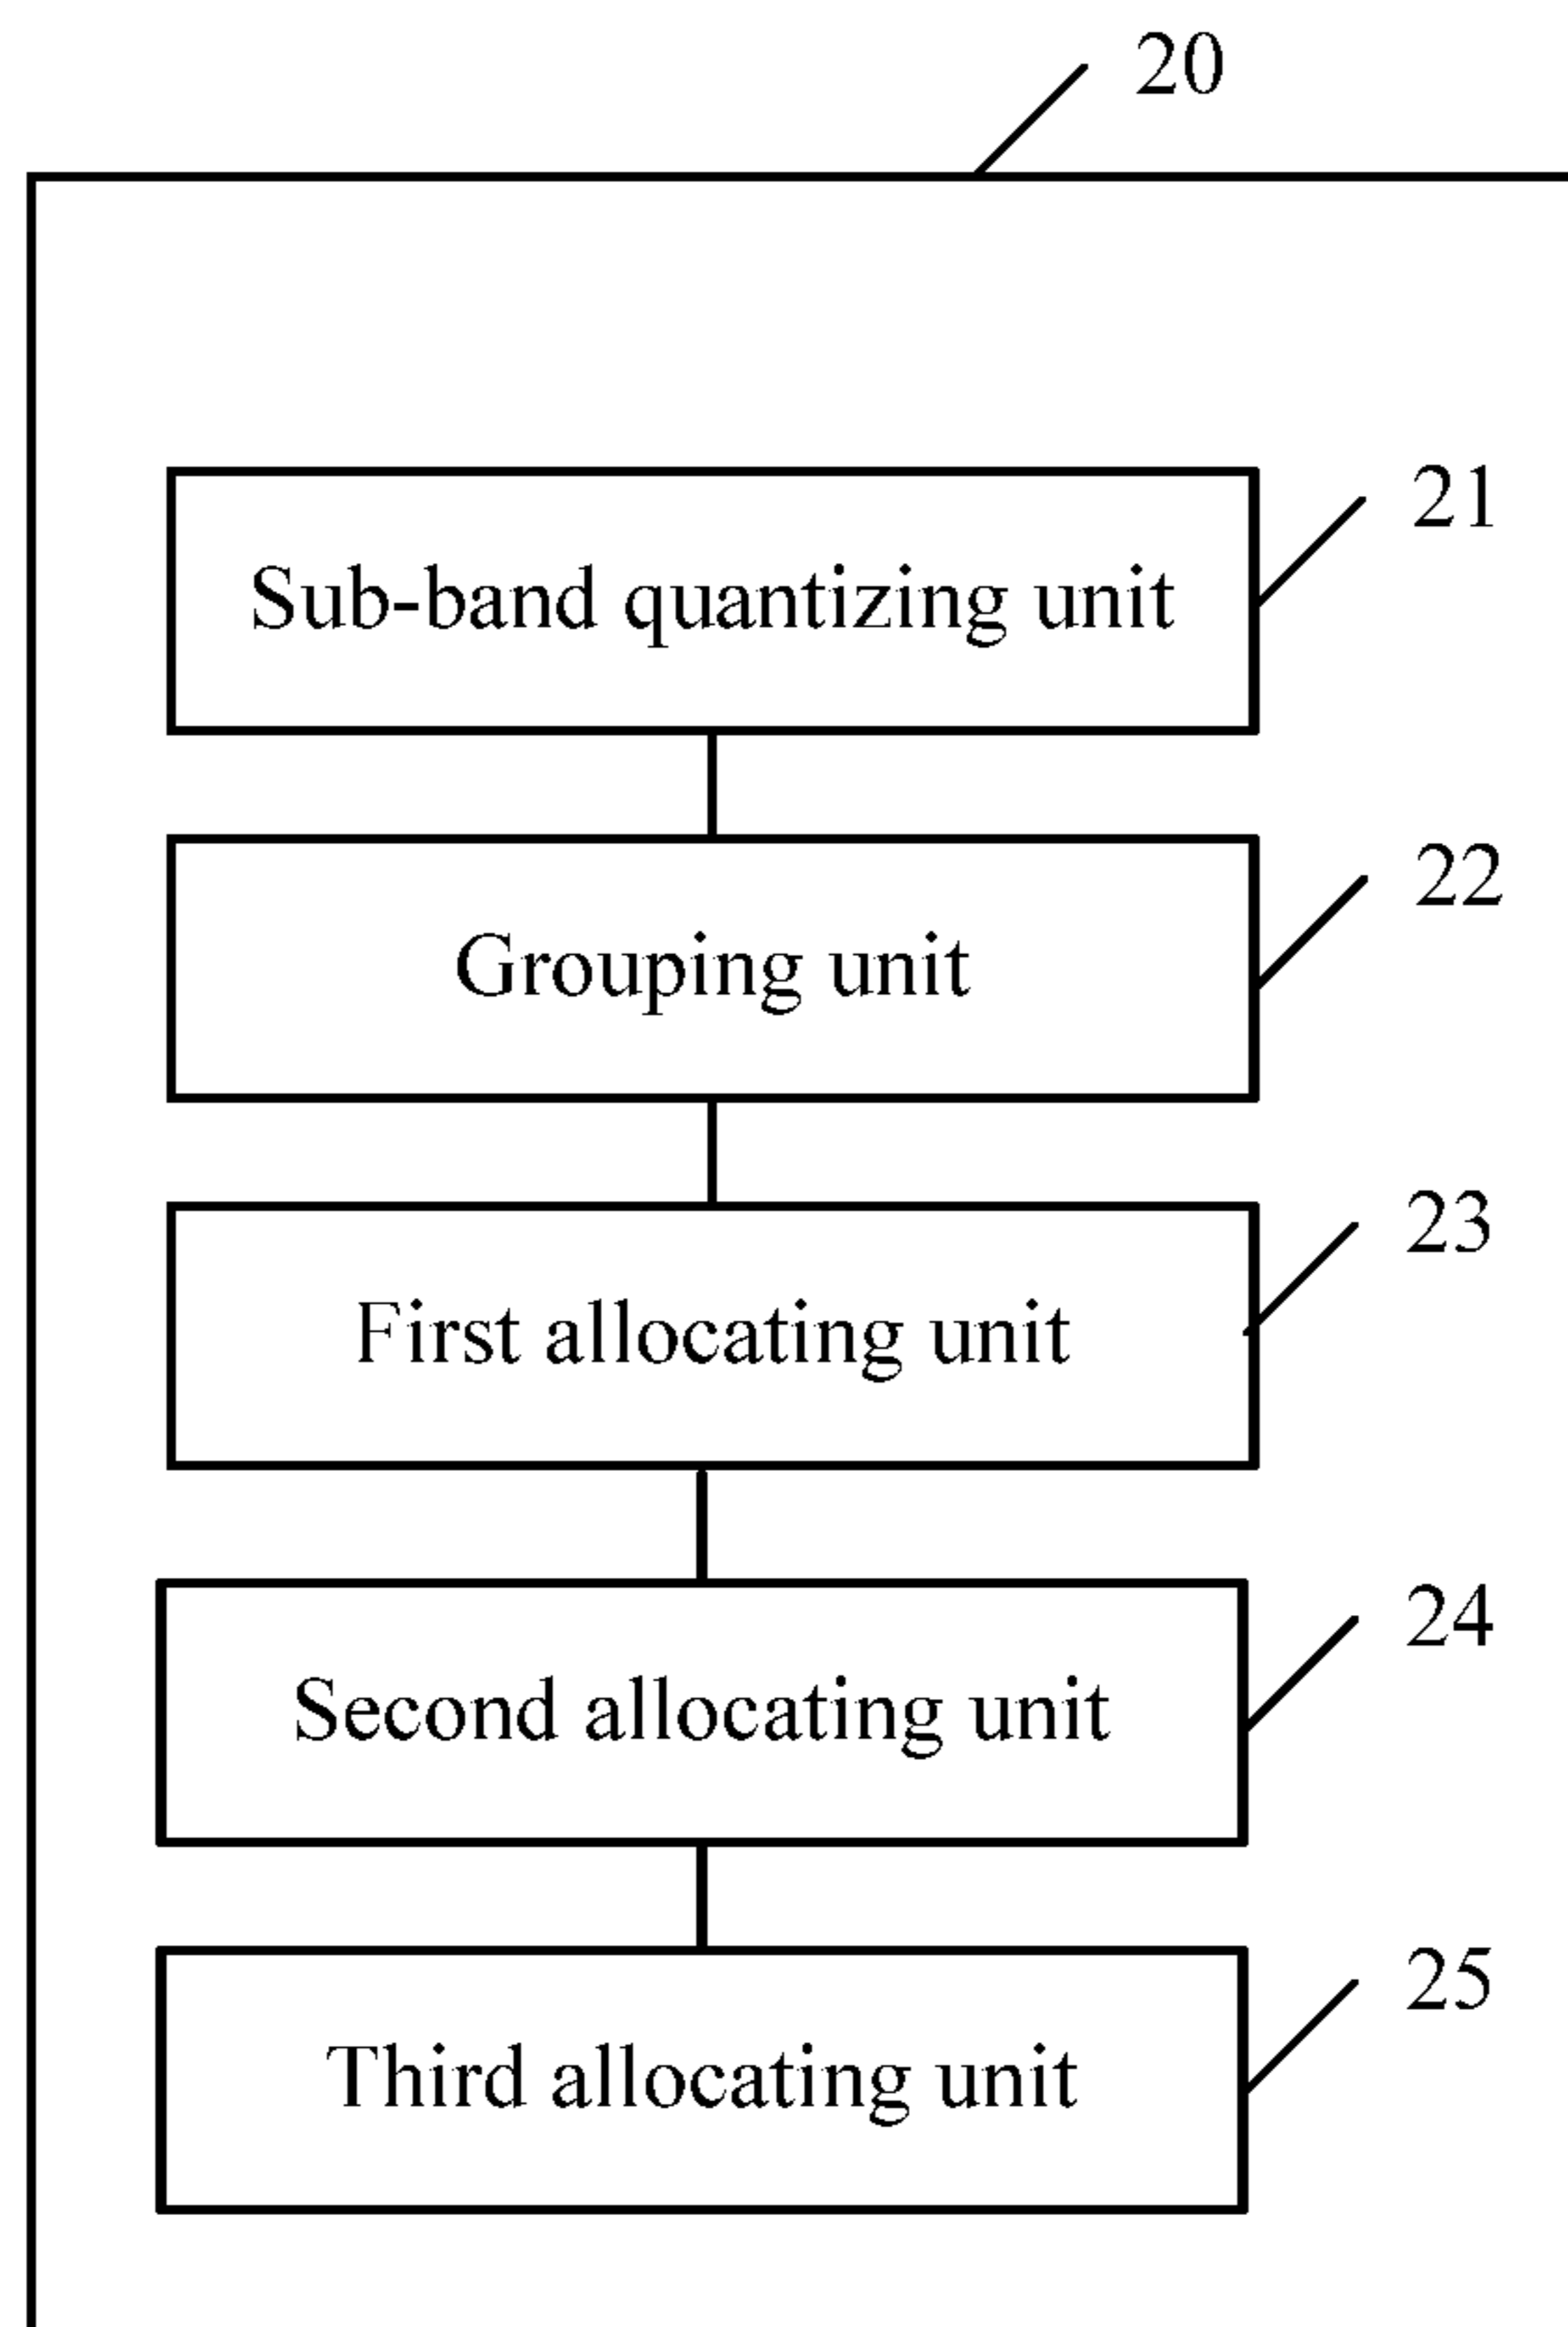 20
21
Sub-band quantizing unit
22
Grouping unit
23
First allocating unit
24
Second allocating unit
25
Third allocating unit